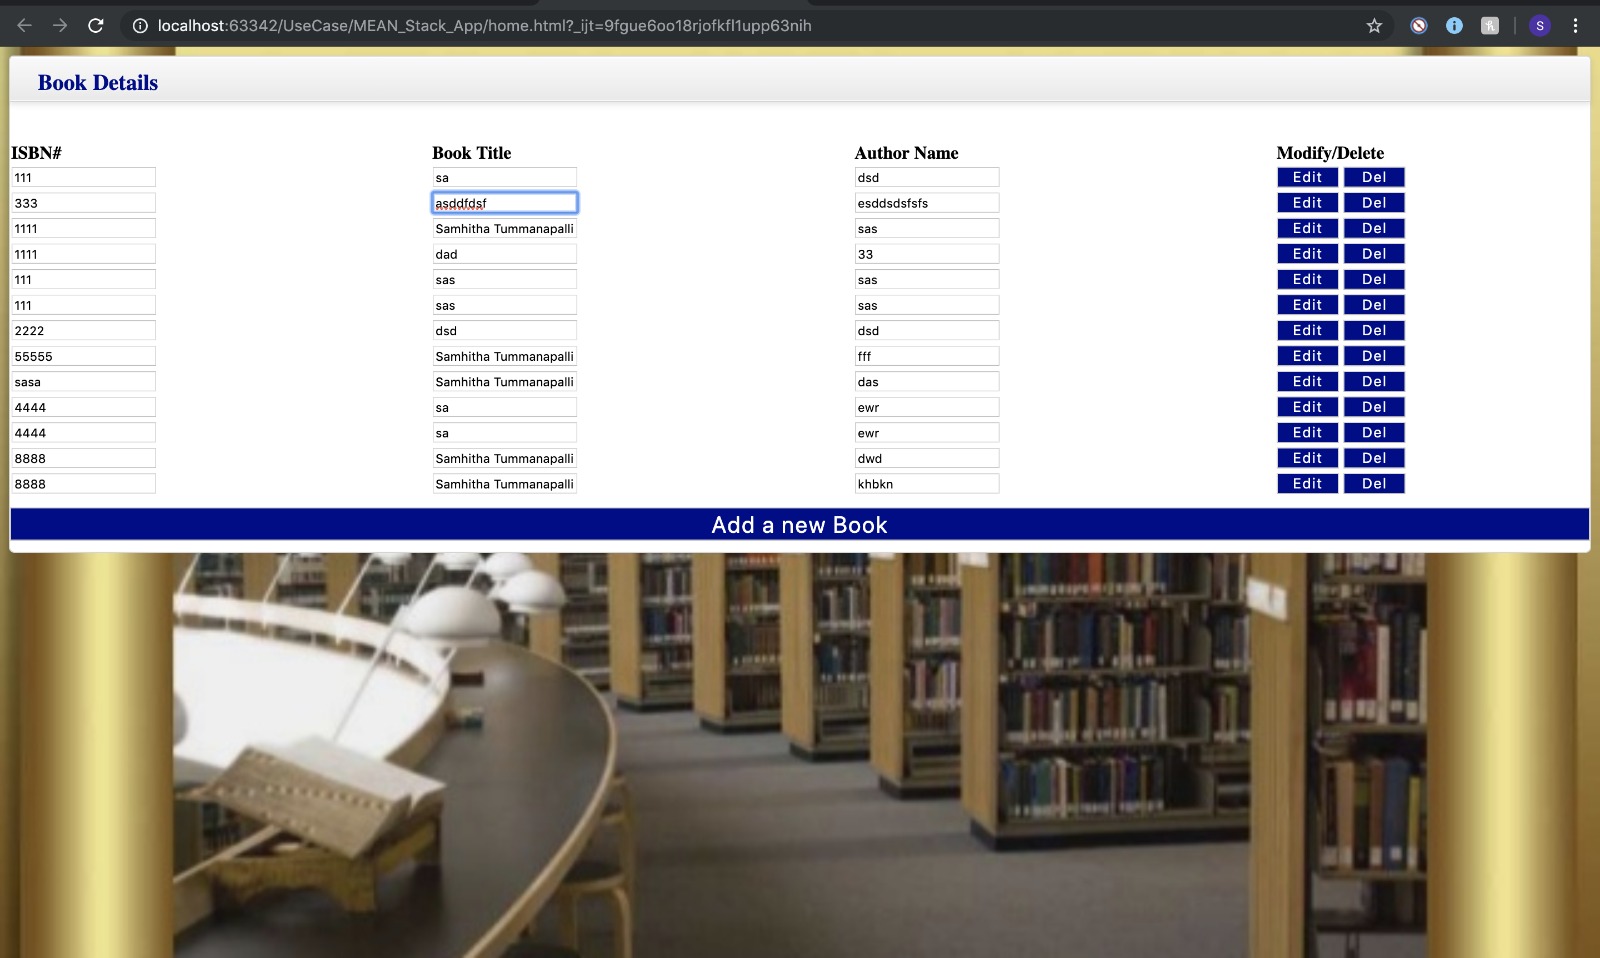 localhost:63342/UseCase/MEAN_Stack_App/home.html?_ijt=9fgue6oo18rjofkfl1upp63nih
S
Book Details
ISBN# Book Title Author Name Modify/Delete
111 sa dsd Edit Del
333 asddfdsf esddsdsfsfs Edit Del
1111 Samhitha Tummanapalli sas Edit Del
1111 dad 33 Edit Del
111 sas sas Edit Del
111 sas sas Edit Del
2222 dsd dsd Edit Del
55555 Samhitha Tummanapalli fff Edit Del
sasa Samhitha Tummanapalli das Edit Del
4444 sa ewr Edit Del
4444 sa ewr Edit Del
8888 Samhitha Tummanapalli dwd Edit Del
8888 Samhitha Tummanapalli khbkn Edit Del
Add a new Book